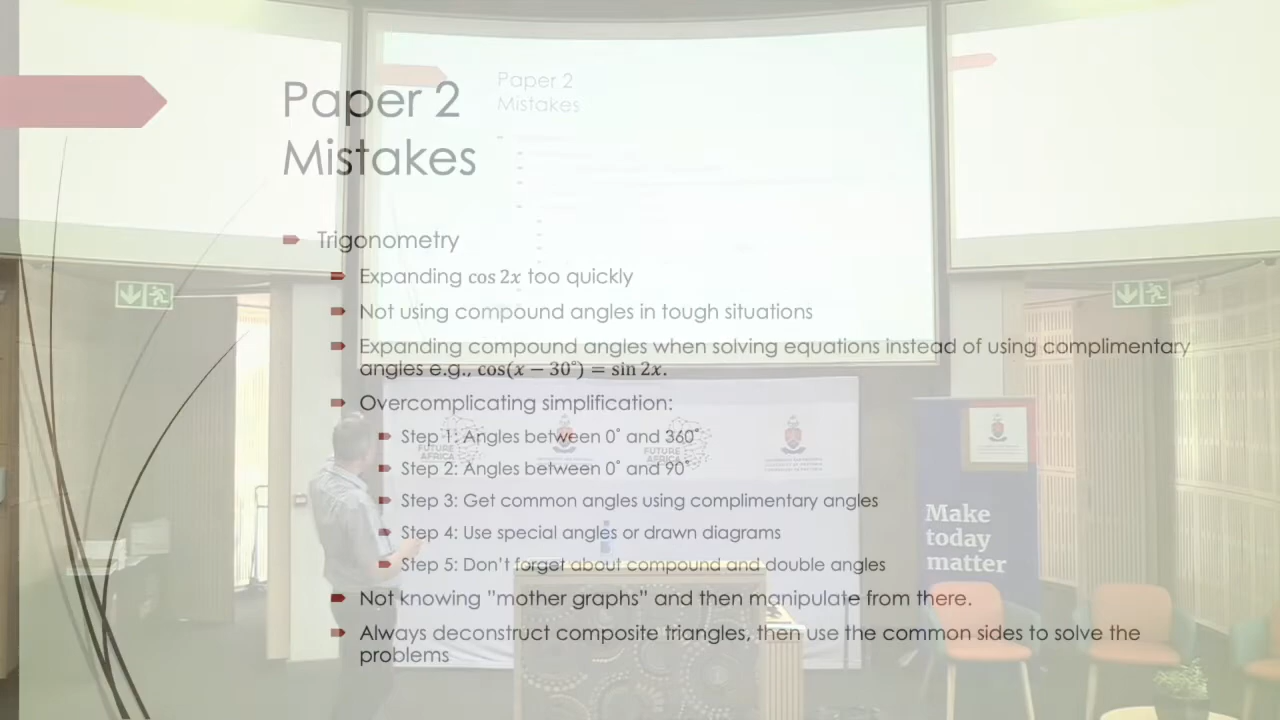 Paper 2
Mistakes
Paper 2
Mistakes
Trigonometry
Expanding cos 2x too quickly
Not using compound angles in tough situations
Expanding compound angles when solving equations instead of using complimentary
angles e.g., cos(x − 30°) = sin 2x.
Overcomplicating simplification:
Step 1: Angles between 0° and 360°
Step 2: Angles between 0° and 90°
Step 3: Get common angles using complimentary angles
Step 4: Use special angles or drawn diagrams
Step 5: Don't forget about compound and double angles
Not knowing "mother graphs" and then manipulate from there.
Always deconstruct composite triangles, then use the common sides to solve the
problems
FUTURE
AFRICA
FUTURE
AFRICA
Make
today
matter